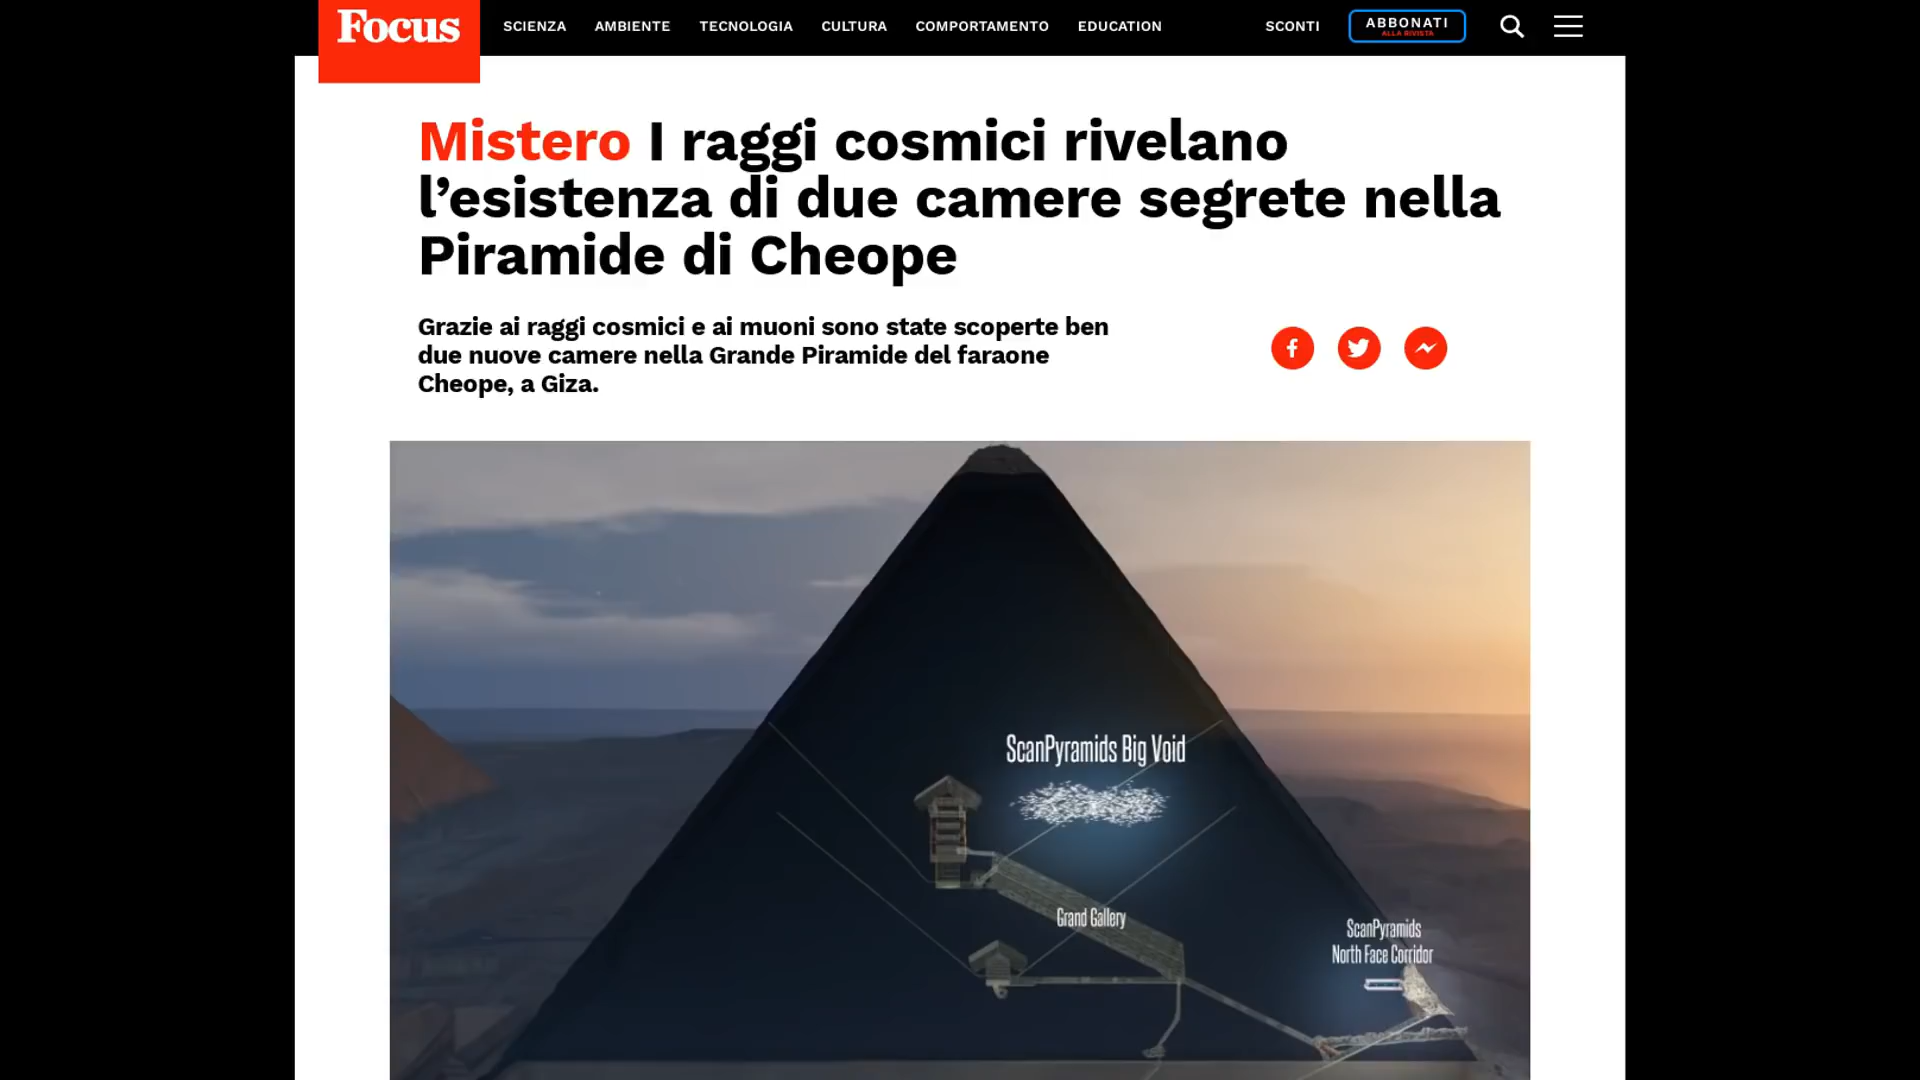 Focus
SCIENZA AMBIENTE TECNOLOGIA CULTURA COMPORTAMENTO EDUCATION SCONTI ABBONATI
ALLA RIVISTA
Mistero I raggi cosmici rivelano
l’esistenza di due camere segrete nella
Piramide di Cheope
Grazie ai raggi cosmici e ai muoni sono state scoperte ben
due nuove camere nella Grande Piramide del faraone
Cheope, a Giza.
ScanPyramids Big Void
Grand Gallery
ScanPyramids
North Face Corridor